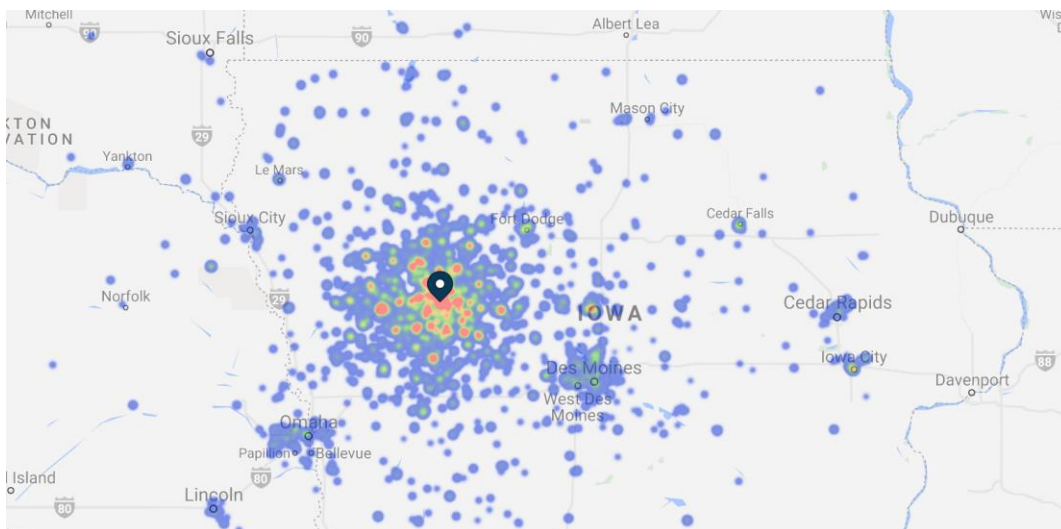 Mitchell
Sioux Falls
90
90
Albert Lea
Wis
KTON
VATION
29
Mason City
Yankton
Le Mars
Sioux City
Fort Dodge
Cedar Falls
Dubuque
Norfolk
29
IOWA
Cedar Rapids
Des Moines
Iowa City
88
West Des
Moines
Davenport
Omaha
Papillion
Bellevue
Island
80
Lincoln
80